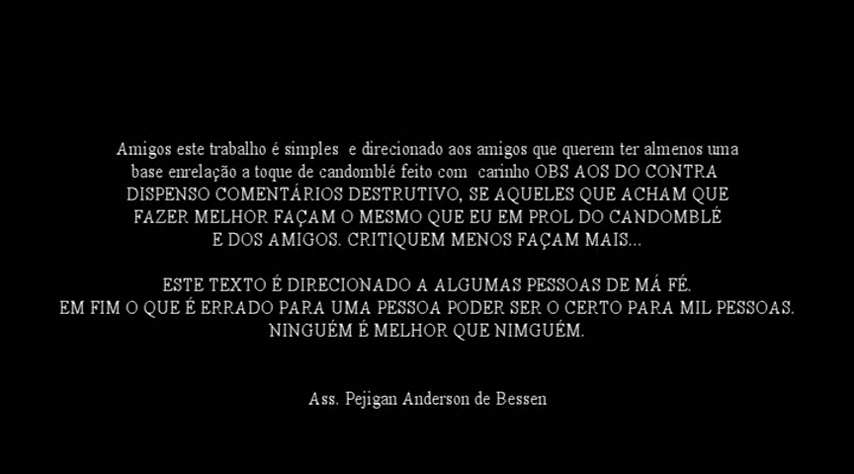 Amigos este trabalho é simples e direcionado aos amigos que querem ter almenos uma
base enrelação a toque de candomblé feito com carinho OBS AOS DO CONTRA
DISPENSO COMENTÁRIOS DESTRUTIVO, SE AQUELES QUE ACHAM QUE
FAZER MELHOR FAÇAM O MESMO QUE EU EM PROL DO CANDOMBLÉ
E DOS AMIGOS. CRITIQUEM MENOS FAÇAM MAIS...
ESTE TEXTO É DIRECIONADO A ALGUMAS PESSOAS DE MÁ FÉ.
EM FIM O QUE É ERRADO PARA UMA PESSOA PODER SER O CERTO PARA MIL PESSOAS.
NINGUÉM É MELHOR QUE NIMGUÉM.
Ass. Pejigan Anderson de Bessen